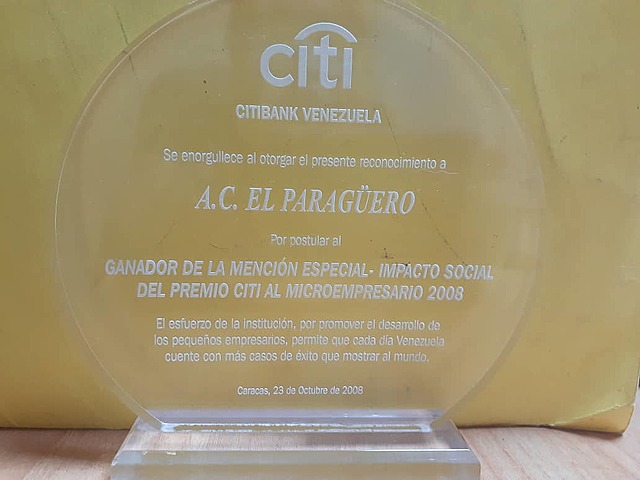 citi
CITIBANK VENEZUELA
Se enorgullece al otorgar el presente reconocimiento a
A.C. EL PARAGÜERO
Por postular al
GANADOR DE LA MENCIÓN ESPECIAL- IMPACTO SOCIAL
DEL PREMIO CITI AL MICROEMPRESARIO 2008
El esfuerzo de la institución, por promover el desarrollo de
los pequeños empresarios, permite que cada día Venezuela
cuente con más casos de éxito que mostrar al mundo.
Caracas, 23 de Octubre de 2008